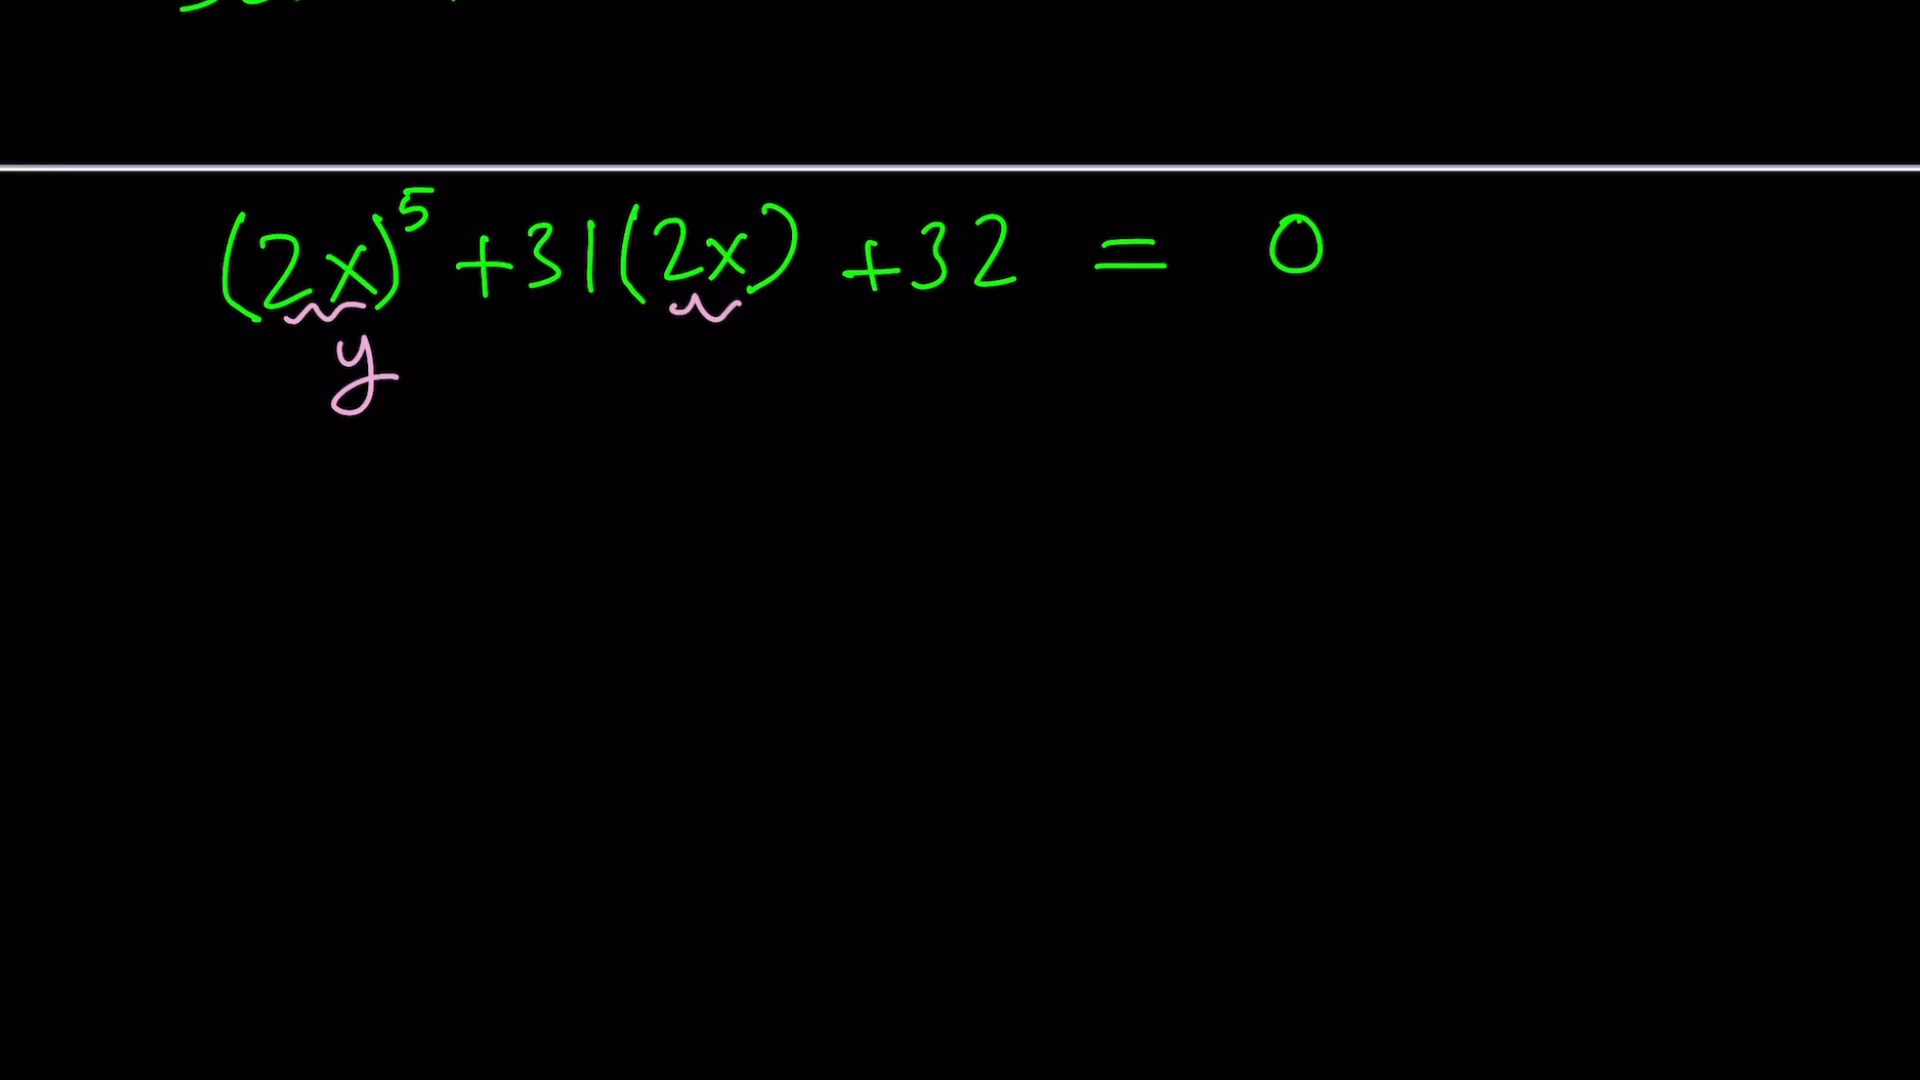 (2x)⁵ +31(2x) +32 = 0
y